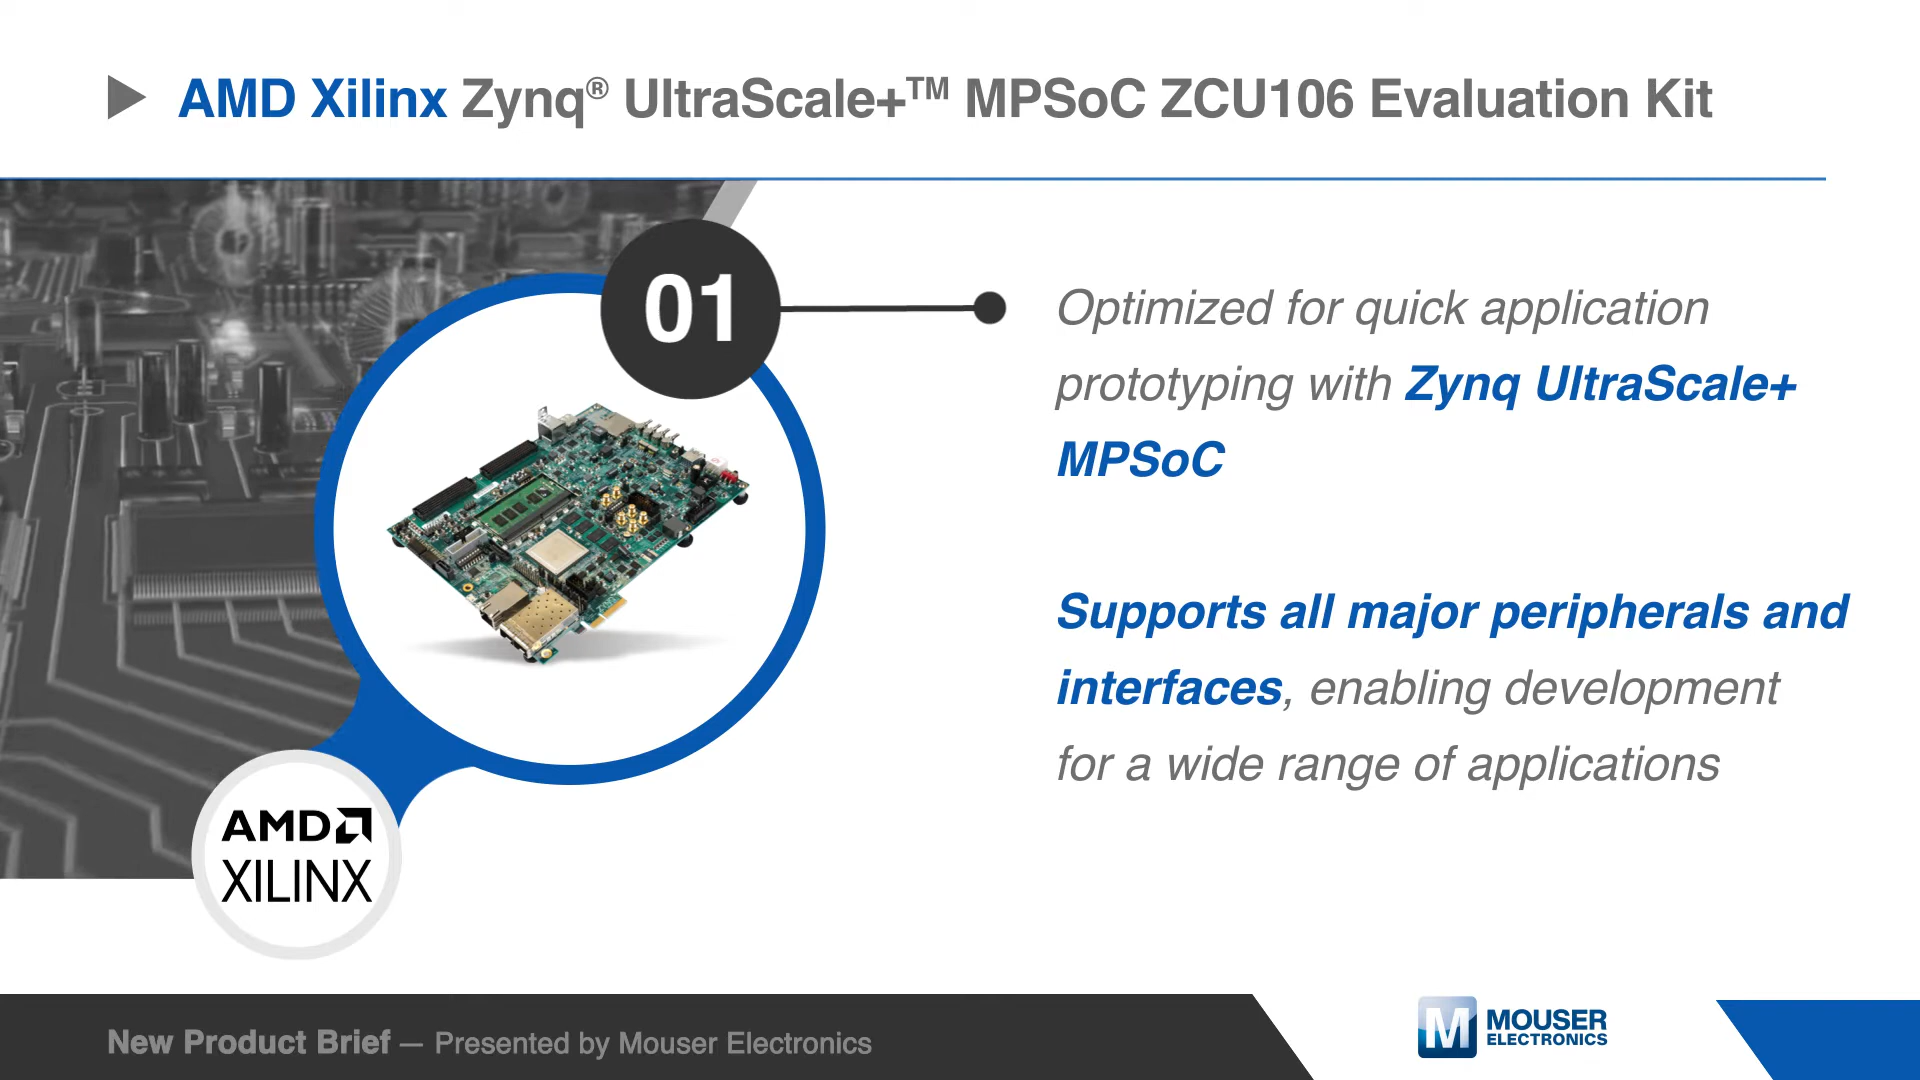 AMD Xilinx Zynq® UltraScale+™ MPSoC ZCU106 Evaluation Kit
01
Optimized for quick application
prototyping with Zynq UltraScale+
MPSoC
Supports all major peripherals and
interfaces, enabling development
for a wide range of applications
AMD
XILINX
New Product Brief — Presented by Mouser Electronics
M
MOUSER
ELECTRONICS